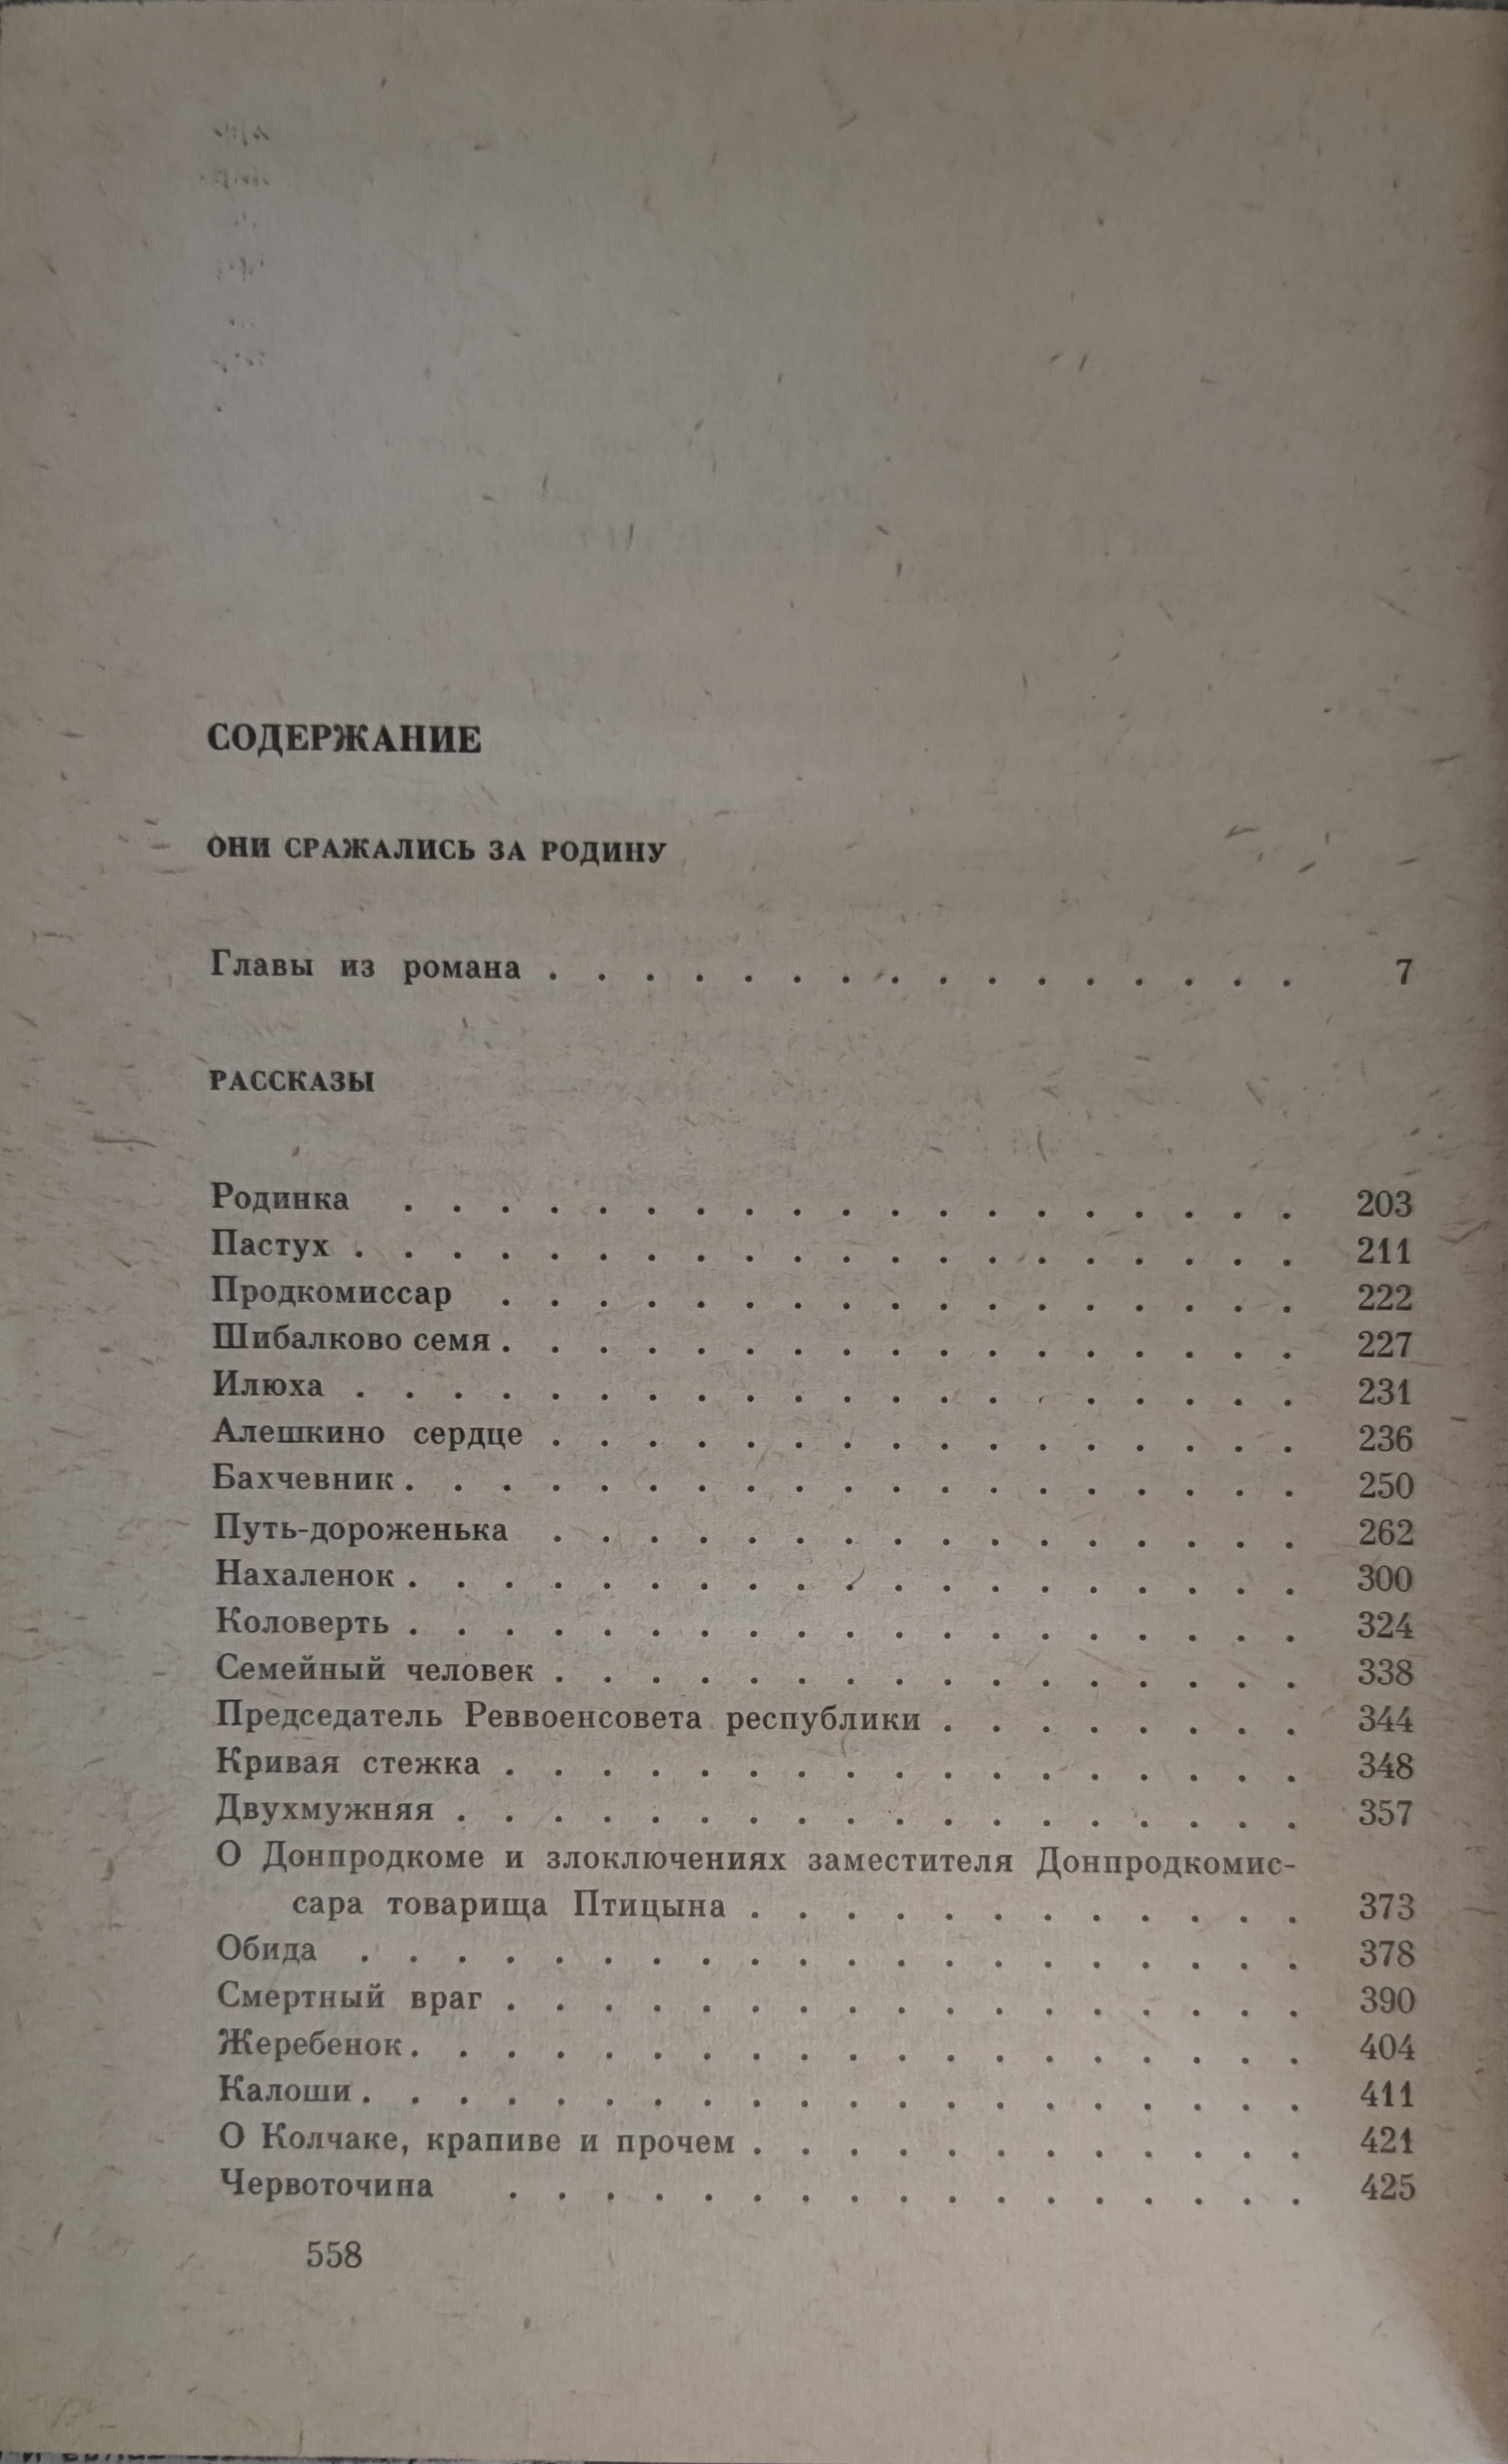 СОДЕРЖАНИЕ
ОНИ СРАЖАЛИСЬ ЗА РОДИНУ
Главы из романа . . . . . . . . . . . . . . . . 7
РАССКАЗЫ
Родинка . . . . . . . . . . . . . . . . . . . 203
Пастух . . . . . . . . . . . . . . . . . . . . 211
Продкомиссар . . . . . . . . . . . . . . . . . 222
Шибалково семя . . . . . . . . . . . . . . . . . 227
Илюха . . . . . . . . . . . . . . . . . . . . 231
Алешкино сердце . . . . . . . . . . . . . . . . 236
Бахчевник . . . . . . . . . . . . . . . . . . . 250
Путь-дороженька . . . . . . . . . . . . . . . . 262
Нахаленок . . . . . . . . . . . . . . . . . . . 300
Коловерть . . . . . . . . . . . . . . . . . . . 324
Семейный человек . . . . . . . . . . . . . . . . 338
Председатель Реввоенсовета республики . . . . . . . . 344
Кривая стежка . . . . . . . . . . . . . . . . . 348
Двухмужняя . . . . . . . . . . . . . . . . . . 357
О Донпродкоме и злоключениях заместителя Донпродкомис-
сара товарища Птицына . . . . . . . . . . . . 373
Обида . . . . . . . . . . . . . . . . . . . . 378
Смертный враг . . . . . . . . . . . . . . . . . 390
Жеребенок . . . . . . . . . . . . . . . . . . . 404
Калоши . . . . . . . . . . . . . . . . . . . . 411
О Колчаке, крапиве и прочем . . . . . . . . . . . . 421
Червоточина . . . . . . . . . . . . . . . . . 425
558